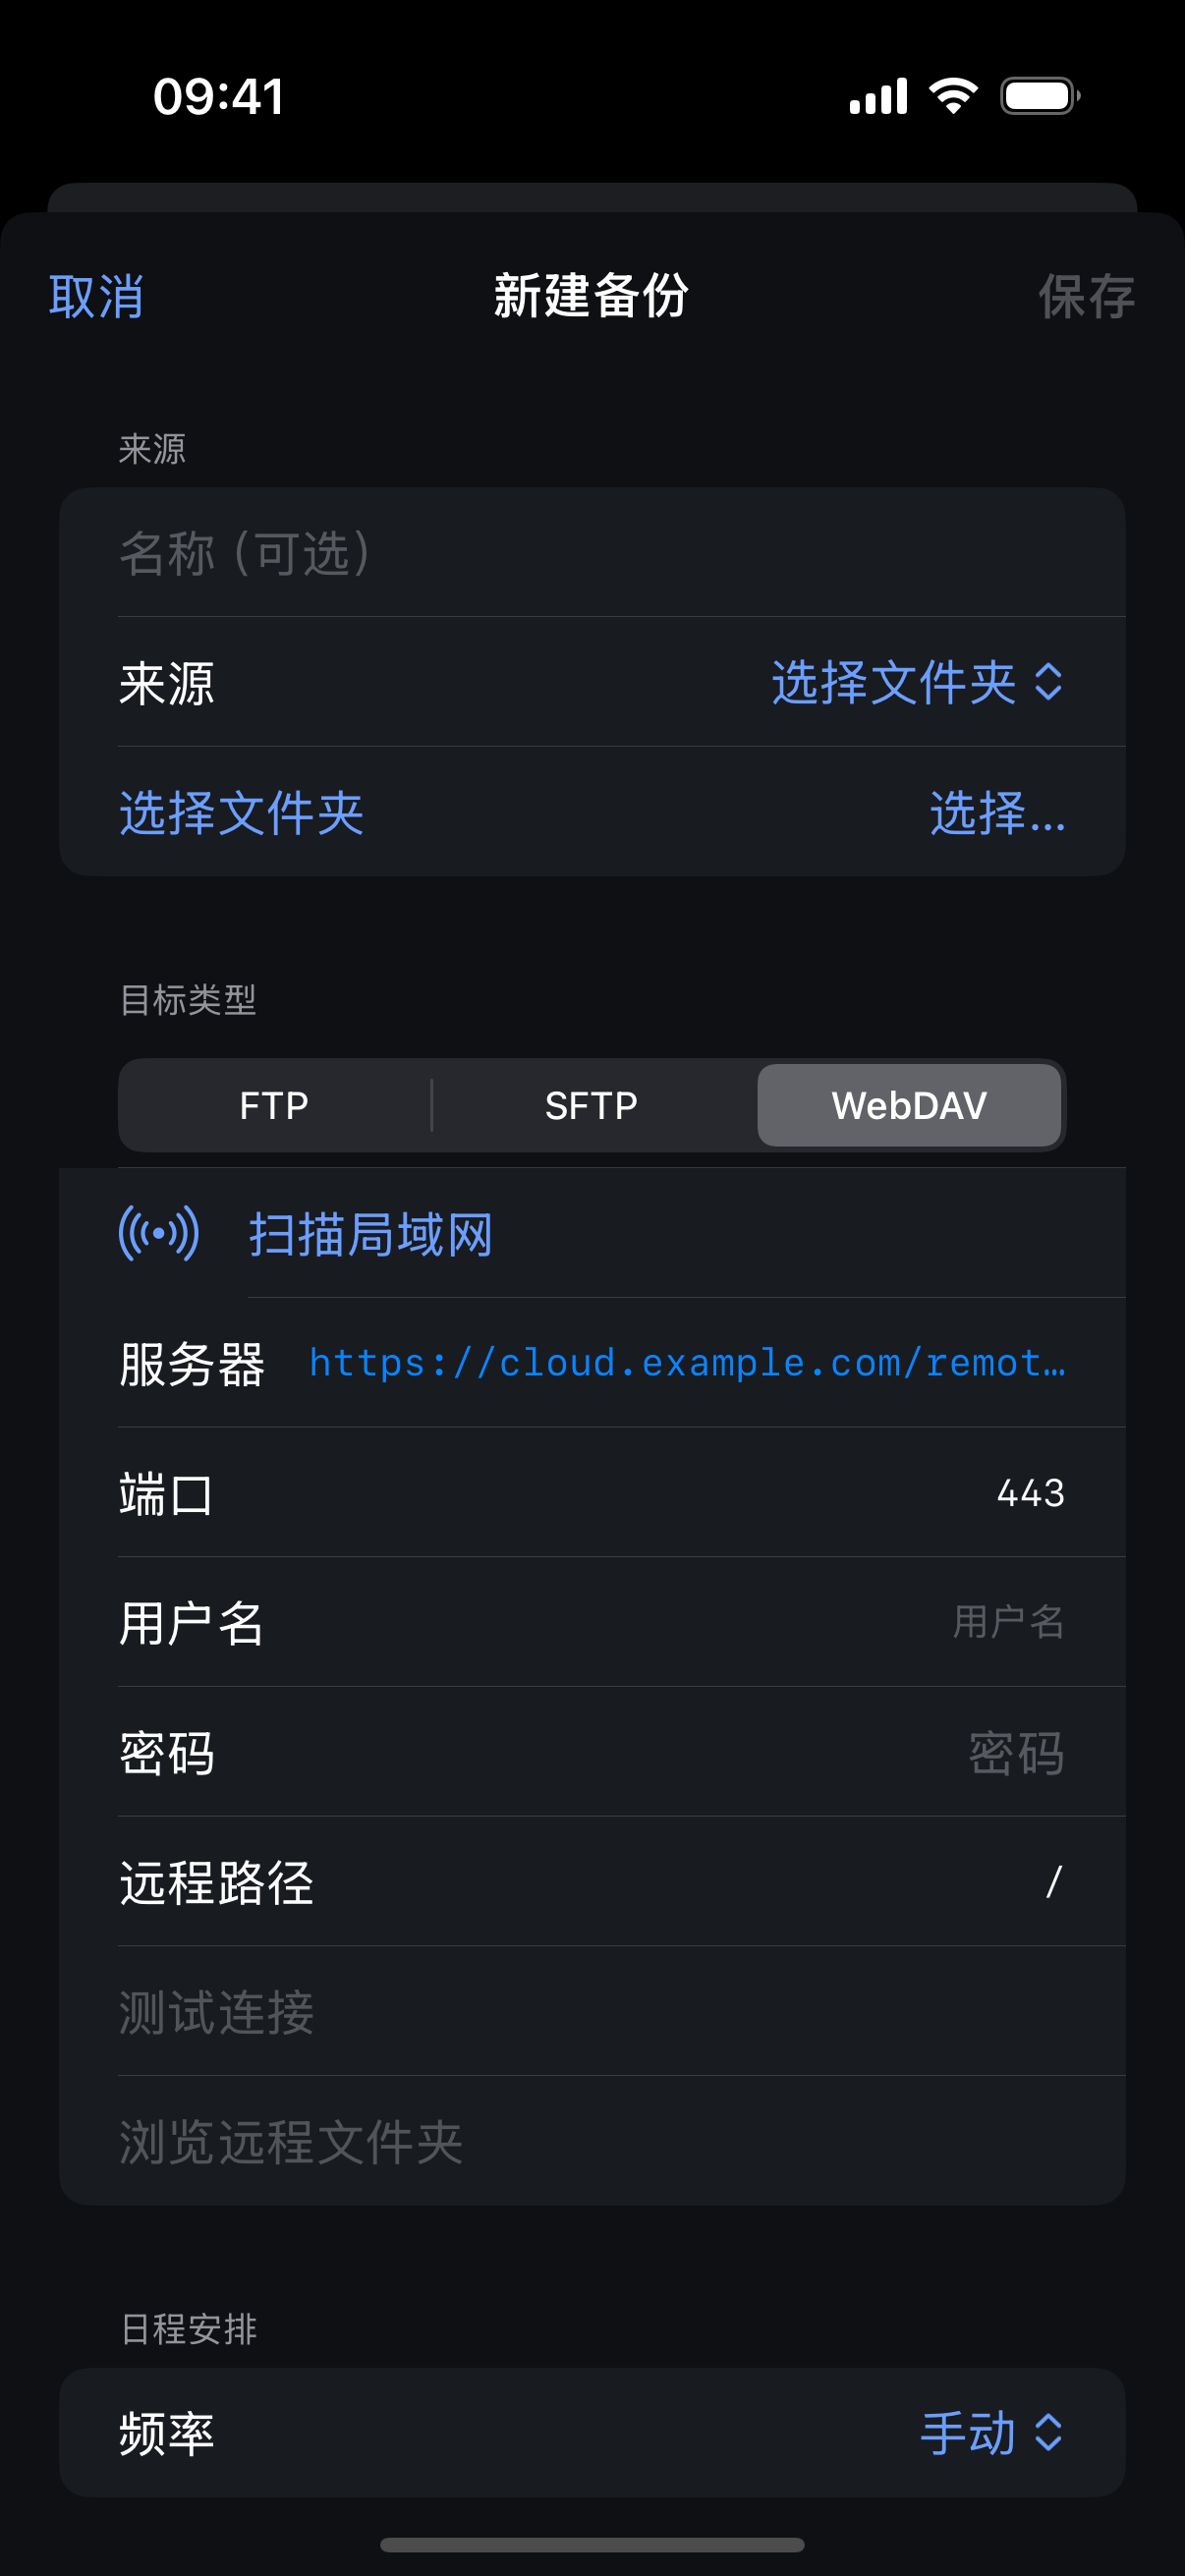 09:41
取消 新建备份 保存
来源
名称（可选）
来源 选择文件夹
选择文件夹 选择...
目标类型
FTP SFTP WebDAV
扫描局域网
服务器 https://cloud.example.com/remot…
端口 443
用户名 用户名
密码 密码
远程路径 /
测试连接
浏览远程文件夹
日程安排
频率 手动